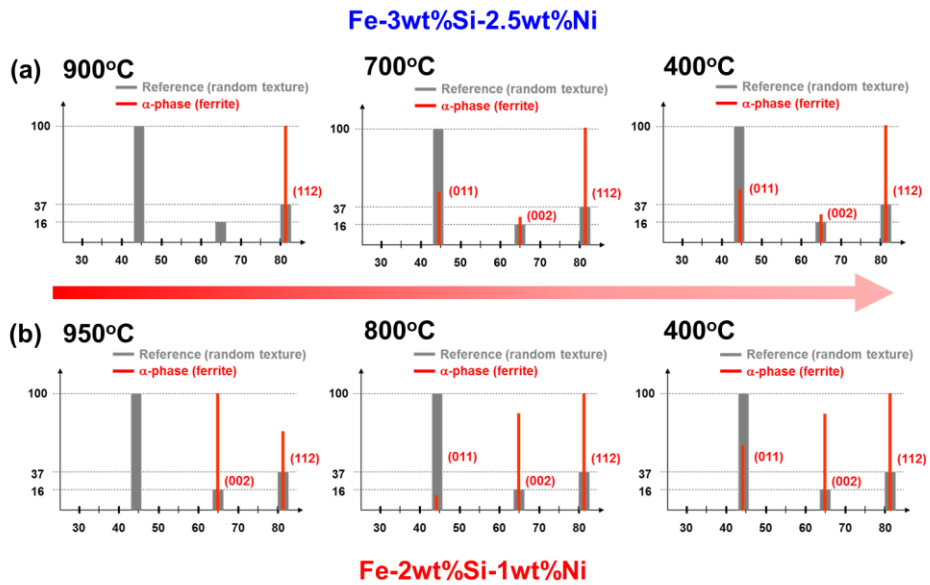 Fe-3wt%Si-2.5wt%Ni
(a)
900°C
Reference (random texture)
α-phase (ferrite)
100
37
16
(112)
30 40 50 60 70 80
700°C
Reference (random texture)
α-phase (ferrite)
100
37
16
(011)
(002)
(112)
30 40 50 60 70 80
400°C
Reference (random texture)
α-phase (ferrite)
100
37
16
(011)
(002)
(112)
30 40 50 60 70 80
(b)
950°C
Reference (random texture)
α-phase (ferrite)
100
37
16
(002)
(112)
30 40 50 60 70 80
800°C
Reference (random texture)
α-phase (ferrite)
100
37
16
(011)
(002)
(112)
30 40 50 60 70 80
400°C
Reference (random texture)
α-phase (ferrite)
100
37
16
(011)
(002)
(112)
30 40 50 60 70 80
Fe-2wt%Si-1wt%Ni